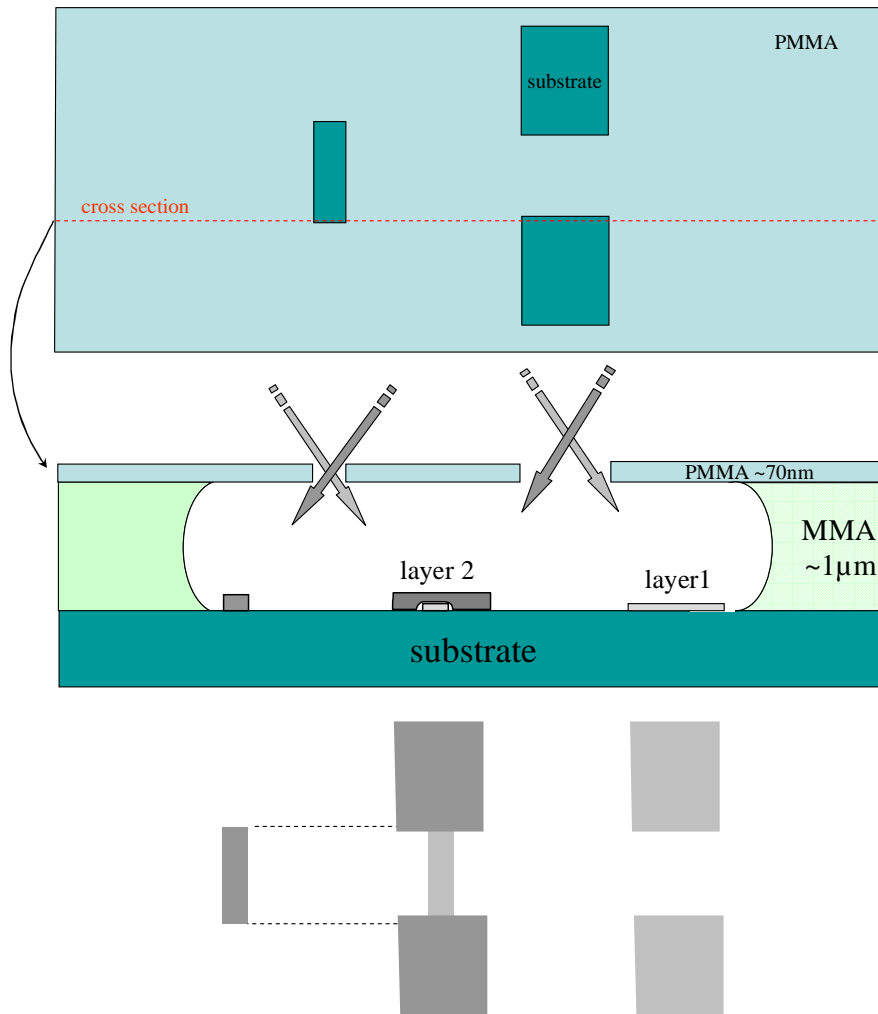 PMMA
substrate
cross section
PMMA ~70nm
MMA
~1µm
layer 2
layer1
substrate